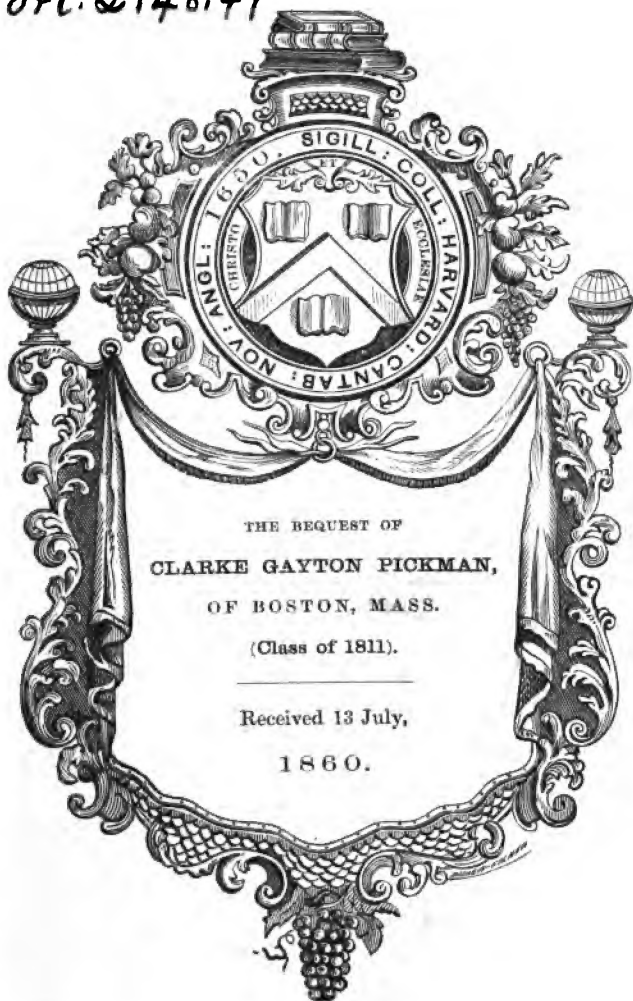 SIGILL: COLL: HARVARD: CANTAB: NOV: ANGL: 1650.
ET
CHRISTO
ECCLESIAE
THE BEQUEST OF
CLARKE GAYTON PICKMAN,
OF BOSTON, MASS.
(Class of 1811).
Received 13 July,
1860.